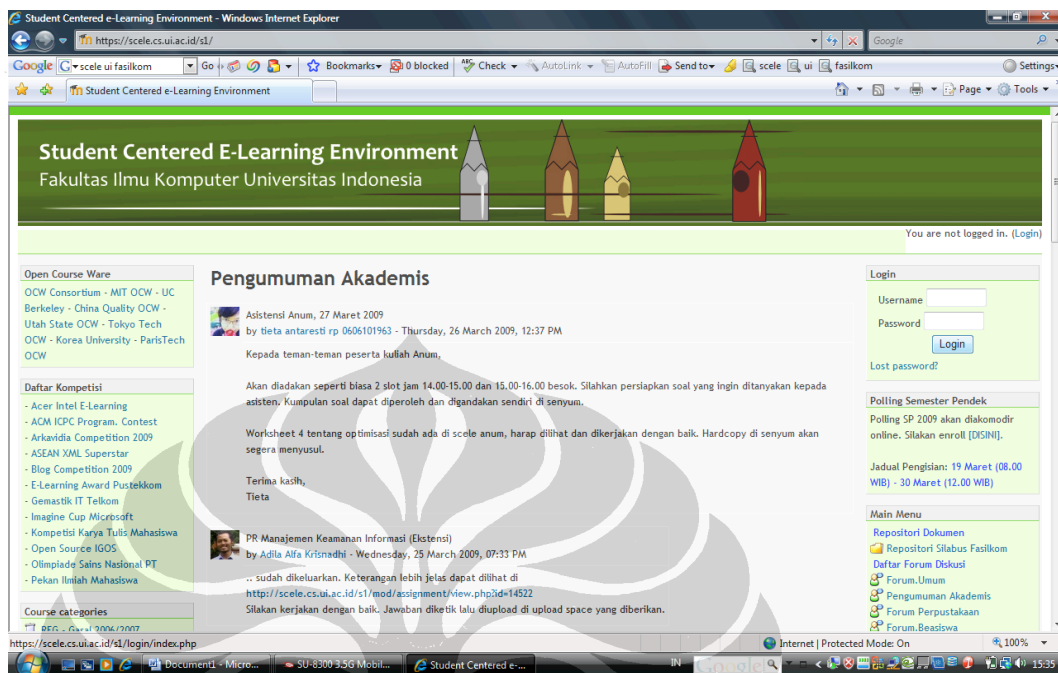 Student Centered e-Learning Environment - Windows Internet Explorer
https://scele.cs.ui.ac.id/s1/
Google
Google
scele ui fasilkom
Go
Bookmarks
0 blocked
Check
AutoLink
AutoFill
Send to
scele
ui
fasilkom
Settings
Student Centered e-Learning Environment
Page
Tools
Student Centered E-Learning Environment
Fakultas Ilmu Komputer Universitas Indonesia
You are not logged in. (Login)
Open Course Ware
OCW Consortium - MIT OCW - UC
Berkeley - China Quality OCW -
Utah State OCW - Tokyo Tech
OCW - Korea University - ParisTech
OCW
Daftar Kompetisi
- Acer Intel E-Learning
- ACM ICPC Program. Contest
- Arkavidia Competition 2009
- ASEAN XML Superstar
- Blog Competition 2009
- E-Learning Award Pustekkom
- Gemastik IT Telkom
- Imagine Cup Microsoft
- Kompetisi Karya Tulis Mahasiswa
- Open Source IGOS
- Olimpiade Sains Nasional PT
- Pekan Ilmiah Mahasiswa
Course categories
REG - Gasal 2006/2007
Pengumuman Akademis
Asistensi Anum, 27 Maret 2009
by tieta antaresti rp 0606101963 - Thursday, 26 March 2009, 12:37 PM
Kepada teman-teman peserta kuliah Anum,
Akan diadakan seperti biasa 2 slot jam 14.00-15.00 dan 15.00-16.00 besok. Silahkan persiapkan soal yang ingin ditanyakan kepada
asisten. Kumpulan soal dapat diperoleh dan digandakan sendiri di senyum.
Worksheet 4 tentang optimisasi sudah ada di scele anum, harap dilihat dan dikerjakan dengan baik. Hardcopy di senyum akan
segera menyusul.
Terima kasih,
Tieta
PR Manajemen Keamanan Informasi (Ekstensi)
by Adila Alfa Krisnadhi - Wednesday, 25 March 2009, 07:33 PM
.. sudah dikeluarkan. Keterangan lebih jelas dapat dilihat di
http://scele.cs.ui.ac.id/s1/mod/assignment/view.php?id=14522
Silakan kerjakan dengan baik. Jawaban diketik lalu diupload di upload space yang diberikan.
Login
Username
Password
Login
Lost password?
Polling Semester Pendek
Polling SP 2009 akan diakomodir
online. Silakan enroll [DISINI].
Jadual Pengisian: 19 Maret (08.00
WIB) - 30 Maret (12.00 WIB)
Main Menu
Repositori Dokumen
Repositori Silabus Fasilkom
Daftar Forum Diskusi
Forum.Umum
Pengumuman Akademis
Forum Perpustakaan
Forum.Beasiswa
https://scele.cs.ui.ac.id/s1/login/index.php
Internet | Protected Mode: On
100%
Document1 - Micro...
SU-8300 3.5G Mobil...
Student Centered e-...
IN
Google
15:35